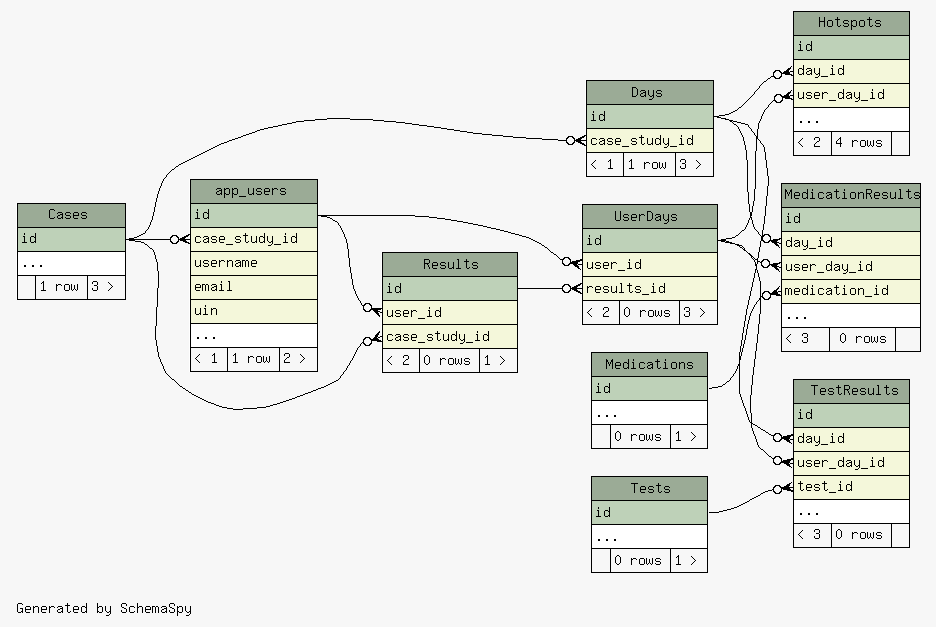 Cases
id
...
1 row 3 >
app_users
id
case_study_id
username
email
uin
...
< 1 1 row 2 >
Results
id
user_id
case_study_id
< 2 0 rows 1 >
Days
id
case_study_id
< 1 1 row 3 >
UserDays
id
user_id
results_id
< 2 0 rows 3 >
Medications
id
...
0 rows 1 >
Tests
id
...
0 rows 1 >
Hotspots
id
day_id
user_day_id
...
< 2 4 rows
MedicationResults
id
day_id
user_day_id
medication_id
...
< 3 0 rows
TestResults
id
day_id
user_day_id
test_id
...
< 3 0 rows
Generated by SchemaSpy